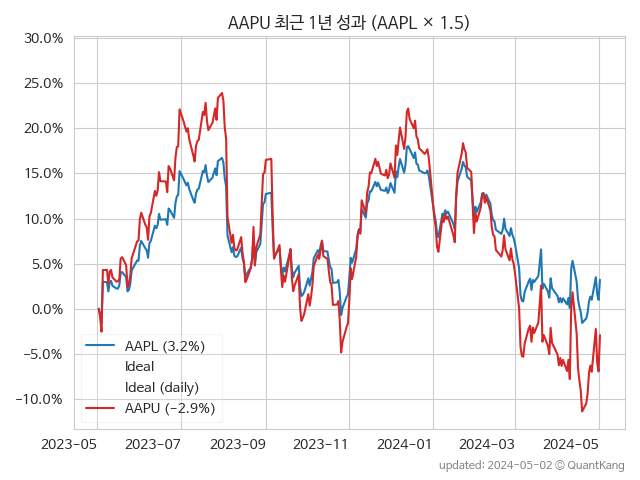 AAPU 최근 1년 성과 (AAPL × 1.5)
30.0%
25.0%
20.0%
15.0%
10.0%
5.0%
0.0%
−5.0%
−10.0%
AAPL (3.2%)
Ideal
Ideal (daily)
AAPU (−2.9%)
2023-05 2023-07 2023-09 2023-11 2024-01 2024-03 2024-05
updated: 2024-05-02 © QuantKang